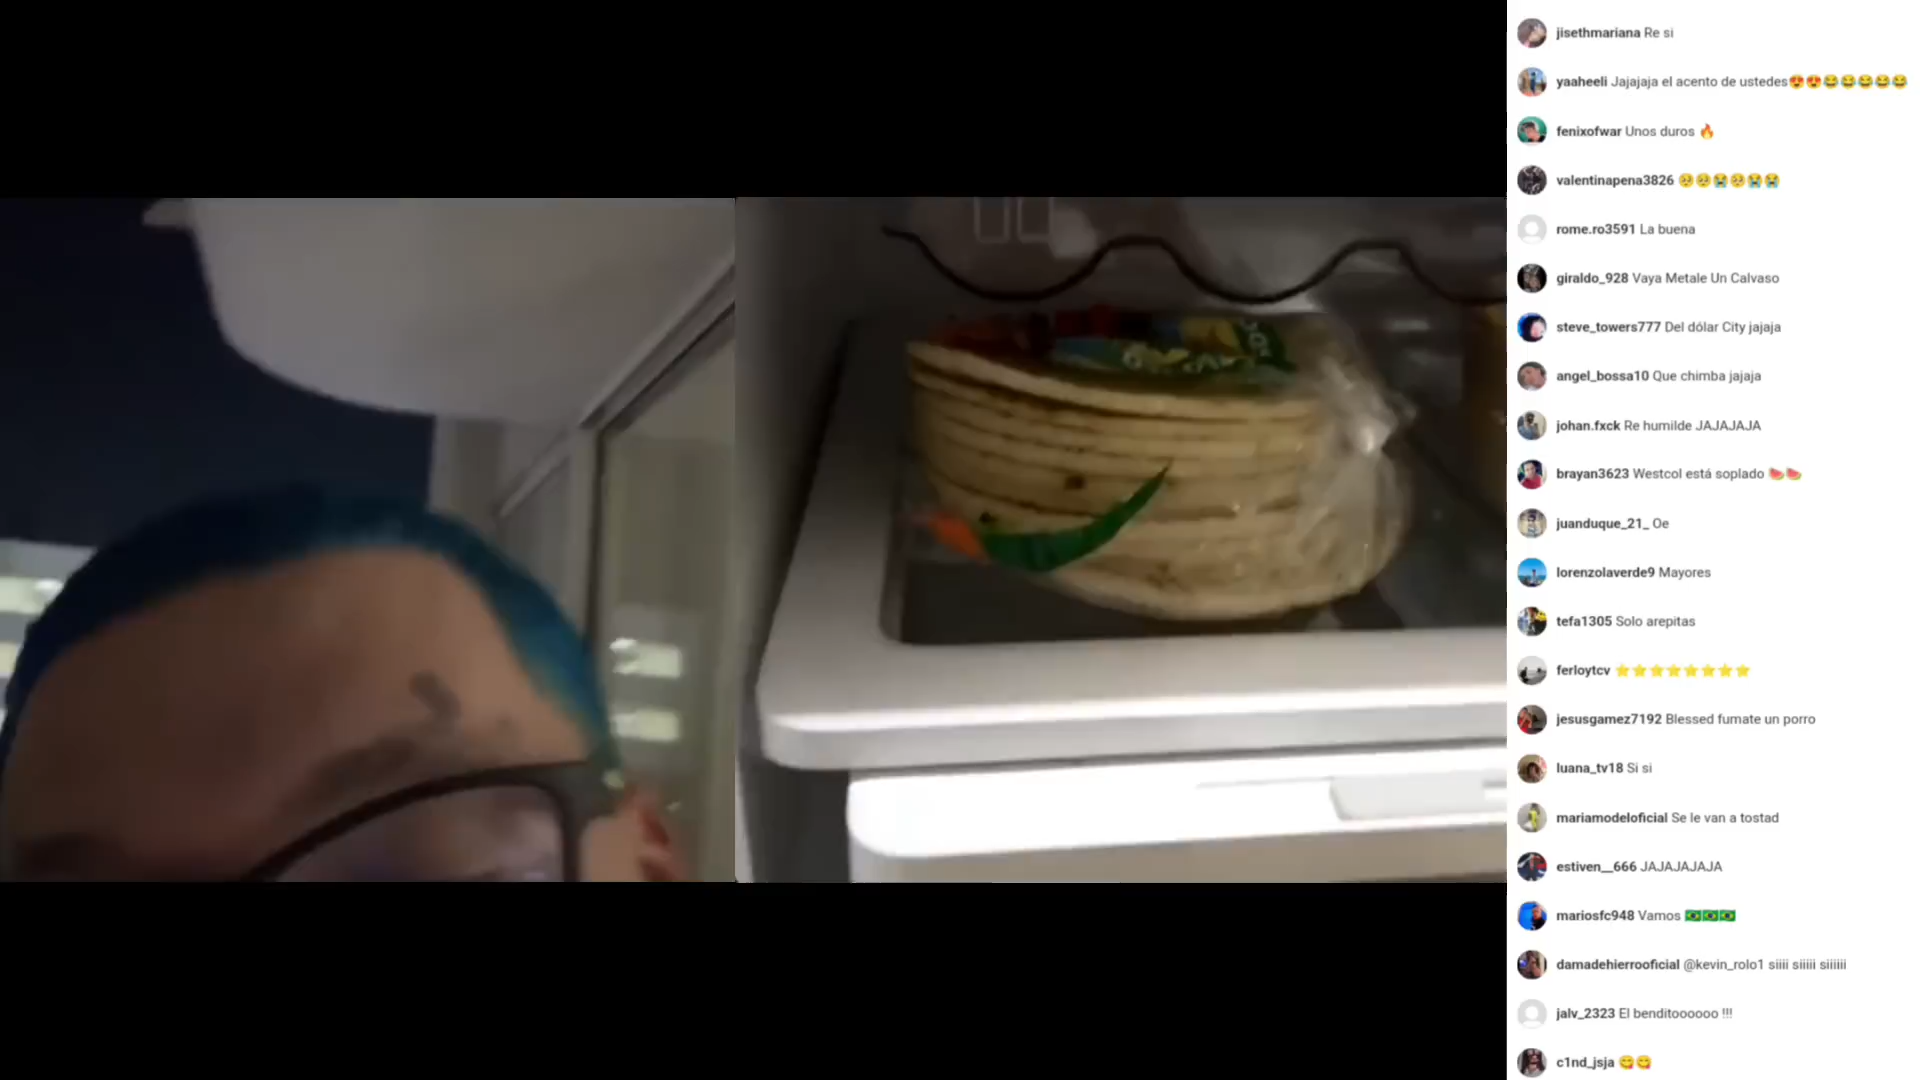 jisethmariana Re si
yaaheeli Jajajaja el acento de ustedes😍😍😂😂😂😂😂
fenixofwar Unos duros 🔥
valentinapena3826 🥺🥺😭🥺😭😭
rome.ro3591 La buena
giraldo_928 Vaya Metale Un Calvaso
steve_towers777 Del dólar City jajaja
angel_bossa10 Que chimba jajaja
johan.fxck Re humilde JAJAJAJA
brayan3623 Westcol está soplado 🍉🍉
juanduque_21_ Oe
lorenzolaverde9 Mayores
tefa1305 Solo arepitas
ferloytcv ⭐⭐⭐⭐⭐⭐⭐⭐
jesusgamez7192 Blessed fumate un porro
luana_tv18 Si si
mariamodeloficial Se le van a tostad
estiven__666 JAJAJAJAJA
mariosfc948 Vamos 🇧🇷🇧🇷🇧🇷
damadehierrooficial @kevin_rolo1 siiii siiiii siiiiii
jalv_2323 El benditoooooo !!!
c1nd_jsja 😋😋